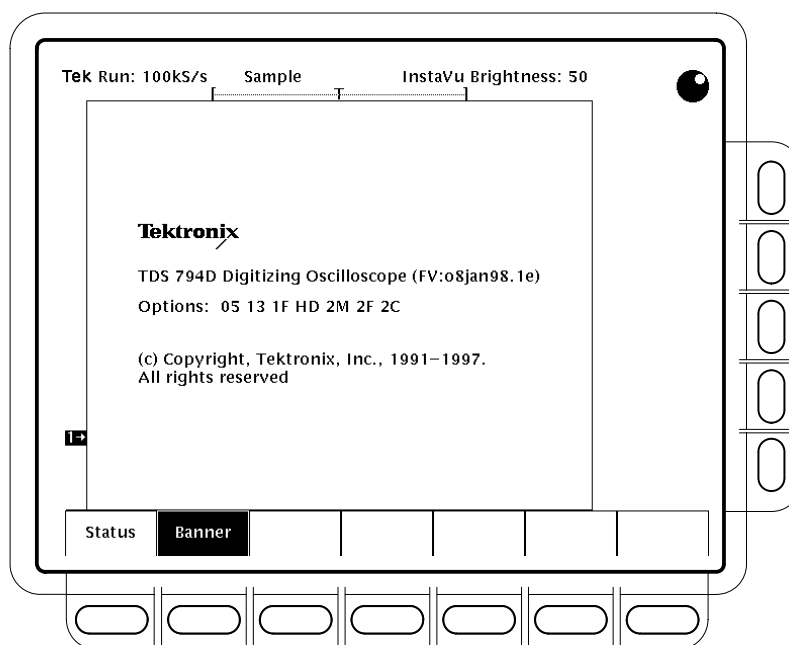 Tek Run: 100kS/s Sample InstaVu Brightness: 50
T
Tektronix
TDS 794D Digitizing Oscilloscope (FV:o8jan98.1e)
Options: 05 13 1F HD 2M 2F 2C
(c) Copyright, Tektronix, Inc., 1991–1997.
All rights reserved
1→
Status Banner